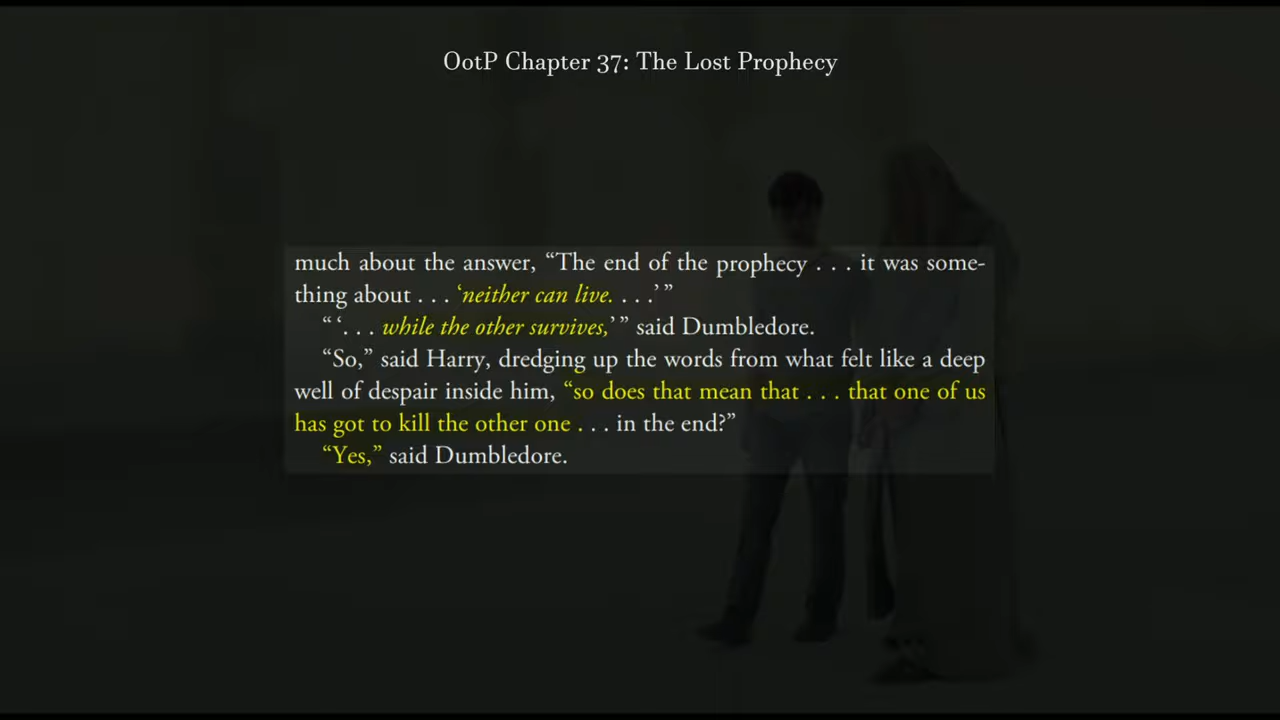 OotP Chapter 37: The Lost Prophecy
much about the answer, “The end of the prophecy . . . it was some-
thing about . . . ‘neither can live. . . .’ ”
“ ‘. . . while the other survives,’ ” said Dumbledore.
“So,” said Harry, dredging up the words from what felt like a deep
well of despair inside him, “so does that mean that . . . that one of us
has got to kill the other one . . . in the end?”
“Yes,” said Dumbledore.